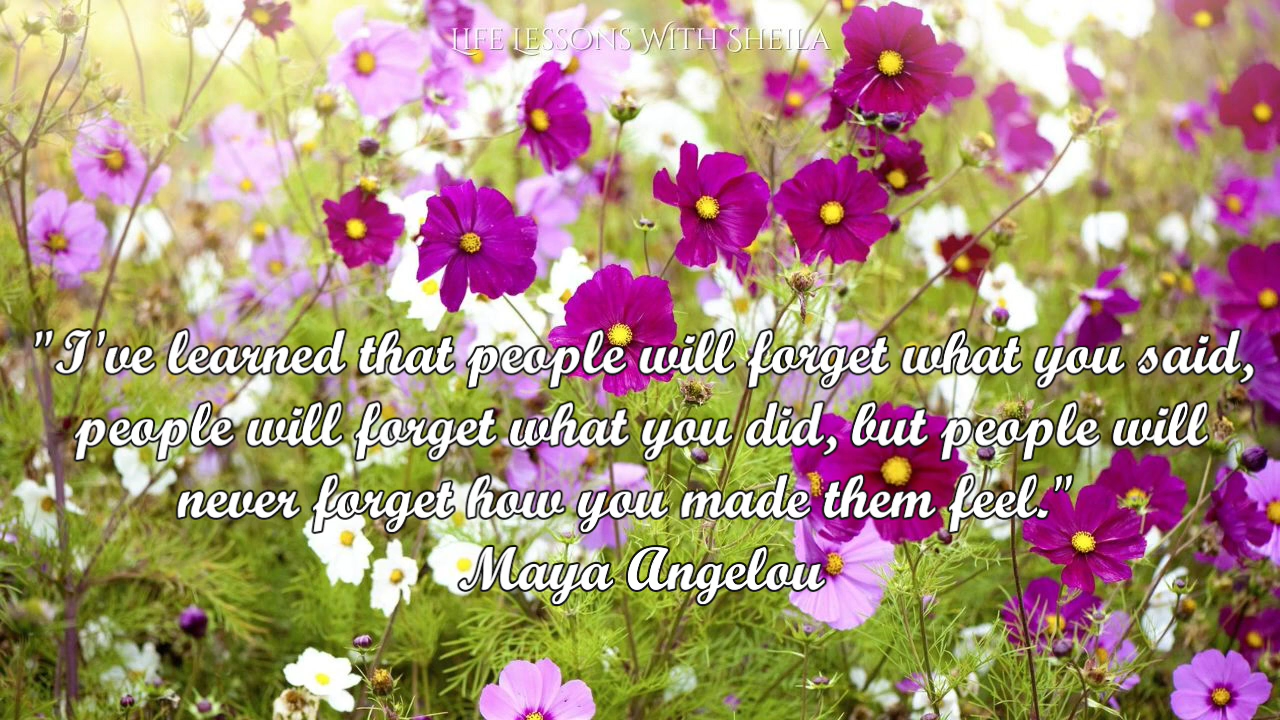 Life Lessons With Sheila
"I've learned that people will forget what you said,
people will forget what you did, but people will
never forget how you made them feel."
Maya Angelou